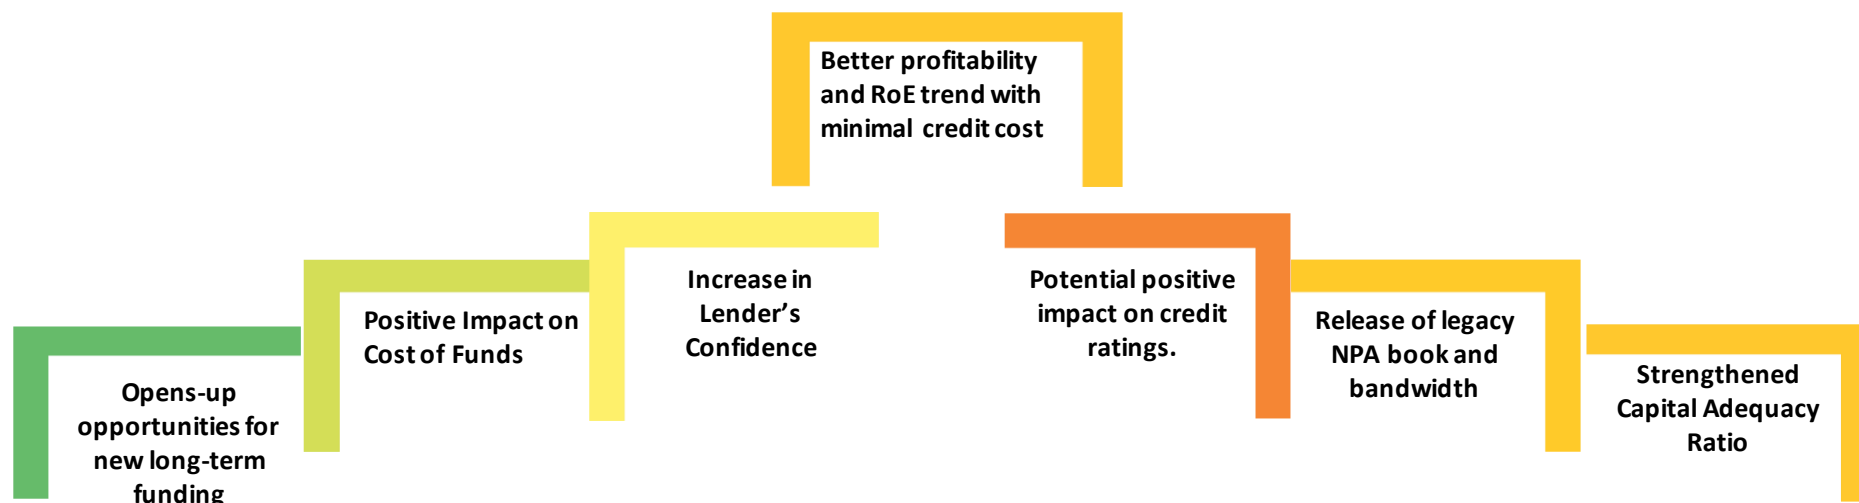 Better profitability
and RoE trend with
minimal credit cost
Opens-up
opportunities for
new long-term
funding
Positive Impact on
Cost of Funds
Increase in
Lender’s
Confidence
Potential positive
impact on credit
ratings.
Release of legacy
NPA book and
bandwidth
Strengthened
Capital Adequacy
Ratio